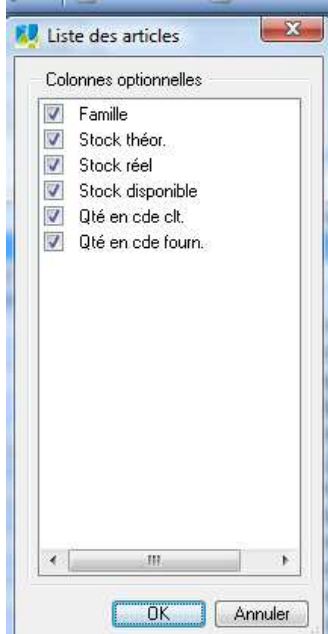 Liste des articles
Colonnes optionnelles
Famille
Stock théor.
Stock réel
Stock disponible
Qté en cde clt.
Qté en cde fourn.
OK
Annuler